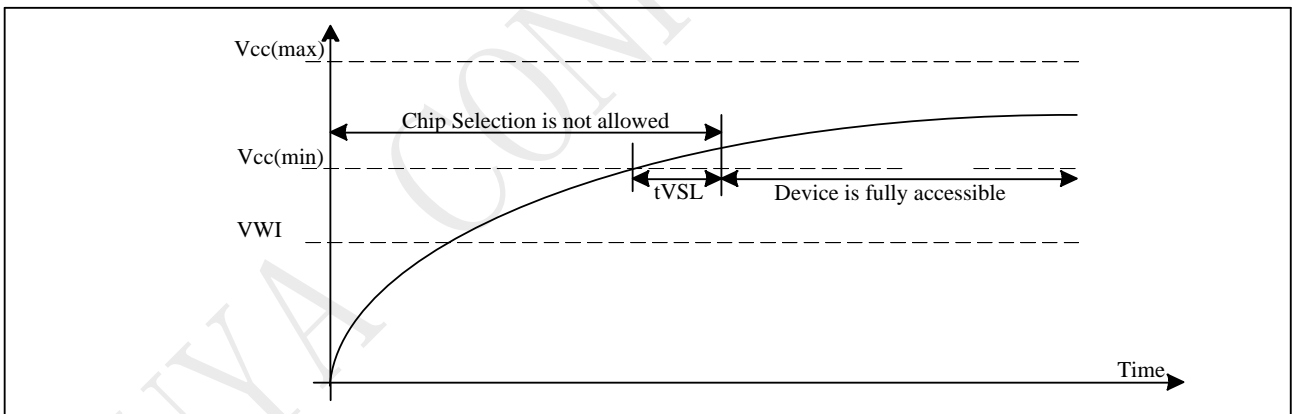 Vcc(max)
Chip Selection is not allowed
Vcc(min)
tVSL
Device is fully accessible
VWI
Time